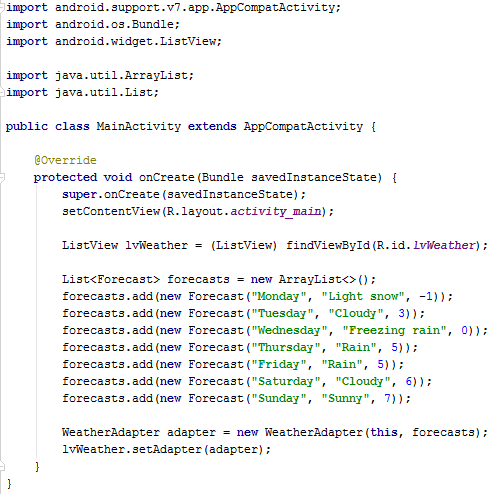 import android.support.v7.app.AppCompatActivity;
import android.os.Bundle;
import android.widget.ListView;

import java.util.ArrayList;
import java.util.List;

public class MainActivity extends AppCompatActivity {

    @Override
    protected void onCreate(Bundle savedInstanceState) {
        super.onCreate(savedInstanceState);
        setContentView(R.layout.activity_main);

        ListView lvWeather = (ListView) findViewById(R.id.lvWeather);

        List<Forecast> forecasts = new ArrayList<>();
        forecasts.add(new Forecast("Monday", "Light snow", -1));
        forecasts.add(new Forecast("Tuesday", "Cloudy", 3));
        forecasts.add(new Forecast("Wednesday", "Freezing rain", 0));
        forecasts.add(new Forecast("Thursday", "Rain", 5));
        forecasts.add(new Forecast("Friday", "Rain", 5));
        forecasts.add(new Forecast("Saturday", "Cloudy", 6));
        forecasts.add(new Forecast("Sunday", "Sunny", 7));

        WeatherAdapter adapter = new WeatherAdapter(this, forecasts);
        lvWeather.setAdapter(adapter);
    }
}